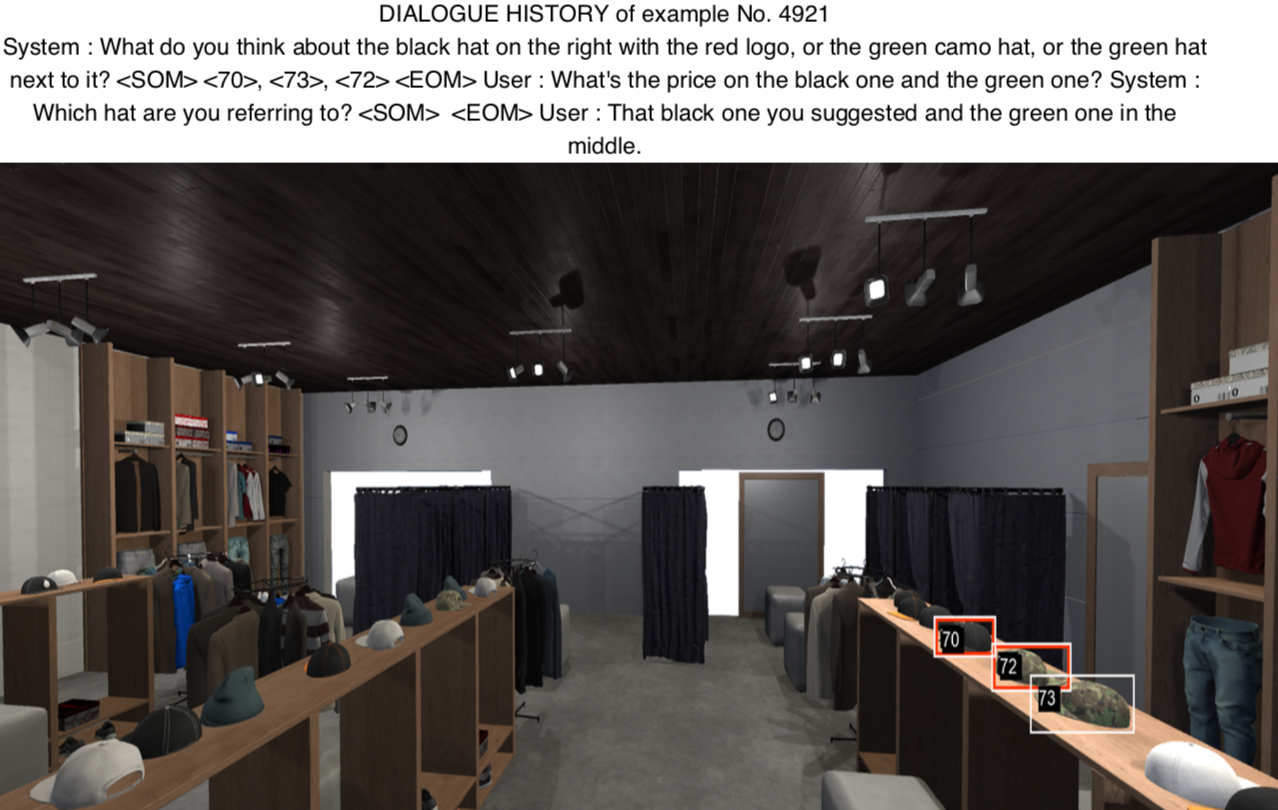 DIALOGUE HISTORY of example No. 4921
System : What do you think about the black hat on the right with the red logo, or the green camo hat, or the green hat
next to it? <SOM> <70>, <73>, <72> <EOM> User : What's the price on the black one and the green one? System :
Which hat are you referring to? <SOM>  <EOM> User : That black one you suggested and the green one in the
middle.
70
72
73